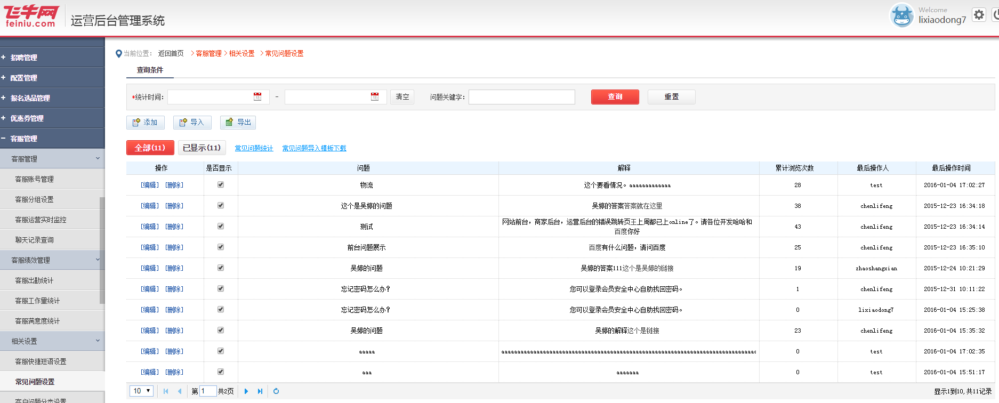 飞牛网
feiniu.com
运营后台管理系统
Welcome
lixiaodong7
+ 招聘管理
+ 配置管理
+ 报名选品管理
+ 优惠券管理
- 客服管理
客服管理
客服账号管理
客服分组设置
客服运营实时监控
聊天记录查询
客服绩效管理
客服出勤统计
客服工作量统计
客服满意度统计
相关设置
客服快捷短语设置
常见问题设置
客户问题分类设置
当前位置: 返回首页 >客服管理 >相关设置 >常见问题设置
查询条件
*统计时间: - 清空 问题关键字: 查询 重置
添加 导入 导出
全部(11) 已显示(11) 常见问题统计 常见问题导入模板下载
操作 是否显示 问题 解释 累计浏览次数 最后操作人 最后操作时间
[编辑] [删除] 物流 这个要看情况。aaaaaaaaaaaaa 28 test 2016-01-04 17:02:27
[编辑] [删除] 这个是吴婷的问题 吴婷的答案答案就在这里 38 chenlifeng 2015-12-23 16:34:18
[编辑] [删除] 测试 网站前台，商家后台，运营后台的错误跳转页王上周都已上online了。请各位开发哈哈和
百度你好 43 chenlifeng 2015-12-23 16:34:14
[编辑] [删除] 前台问题展示 百度有什么问题，请问百度 25 chenlifeng 2015-12-23 16:35:10
[编辑] [删除] 吴婷的问题 吴婷的答案111这个是吴婷的链接 19 zhaoshangxian 2015-12-24 10:21:29
[编辑] [删除] 忘记密码怎么办? 您可以登录会员安全中心自助找回密码。 1 chenlifeng 2015-12-31 10:11:22
[编辑] [删除] 忘记密码怎么办? 您可以登录会员安全中心自助找回密码。 0 lixiaodong7 2016-01-04 15:25:38
[编辑] [删除] 吴婷的问题 吴婷的解释这个是链接 23 chenlifeng 2016-01-04 15:35:32
[编辑] [删除] aaaaa 0 test 2016-01-04 17:02:35
[编辑] [删除] aaa aaaaaaa 0 test 2016-01-04 15:51:17
10 第 1 共2页 显示1到10,共11记录